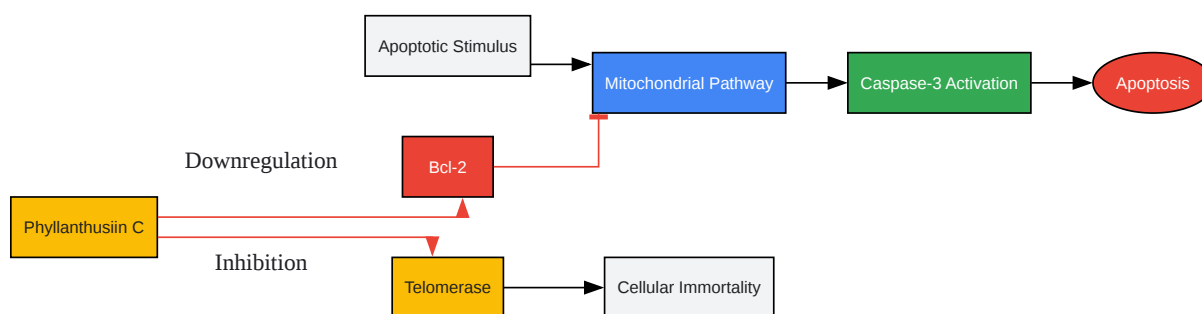 Apoptotic Stimulus
Mitochondrial Pathway
Caspase-3 Activation
Apoptosis
Downregulation
Bcl-2
Phyllanthusiin C
Inhibition
Telomerase
Cellular Immortality